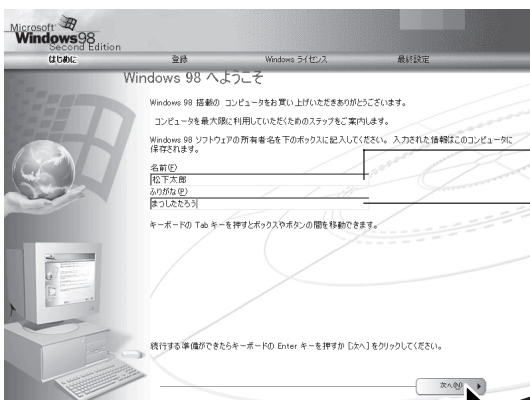 Microsoft
Windows98
Second Edition
はじめに 登録 Windows ライセンス 最終設定
Windows 98 へようこそ
Windows 98 搭載の コンピュータをお買い上げいただきありがとうございます。
コンピュータを最大限に利用していただくためのステップをご案内します。
Windows 98 ソフトウェアの所有者名を下のボックスに記入してください。 入力された情報はこのコンピュータに
保存されます。
名前(F)
松下太郎
ふりがな(P)
まつしたたろう
キーボードの Tab キーを押すとボックスやボタンの間を移動できます。
続行する準備ができたらキーボードの Enter キーを押すか [次へ] をクリックしてください。
次へ(N)